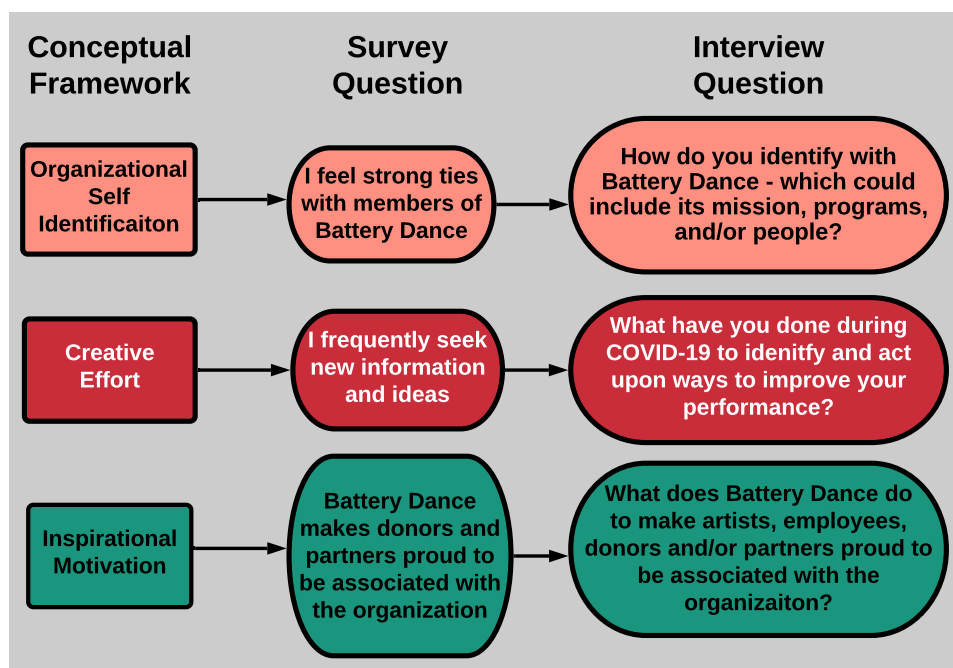 Conceptual
Framework
Survey
Question
Interview
Question
Organizational
Self
Identificaiton
I feel strong ties
with members of
Battery Dance
How do you identify with
Battery Dance - which could
include its mission, programs,
and/or people?
Creative
Effort
I frequently seek
new information
and ideas
What have you done during
COVID-19 to idenitfy and act
upon ways to improve your
performance?
Inspirational
Motivation
Battery Dance
makes donors and
partners proud to
be associated with
the organization
What does Battery Dance do
to make artists, employees,
donors and/or partners proud to
be associated with the
organizaiton?